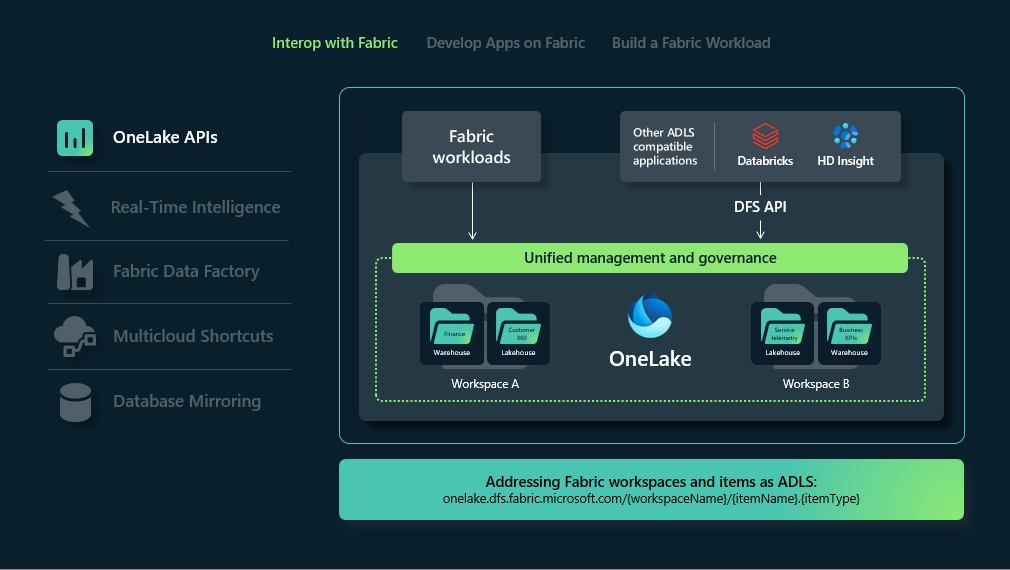 Interop with Fabric
Develop Apps on Fabric
Build a Fabric Workload
OneLake APIs
Real-Time Intelligence
Fabric Data Factory
Multicloud Shortcuts
Database Mirroring
Fabric
workloads
Other ADLS
compatible
applications
Databricks
HD Insight
DFS API
Unified management and governance
Finance
Warehouse
Customer
360
Lakehouse
Workspace A
OneLake
Service
telemetry
Lakehouse
Business
KPIs
Warehouse
Workspace B
Addressing Fabric workspaces and items as ADLS:
onelake.dfs.fabric.microsoft.com/{workspaceName}/{itemName}.{itemType}